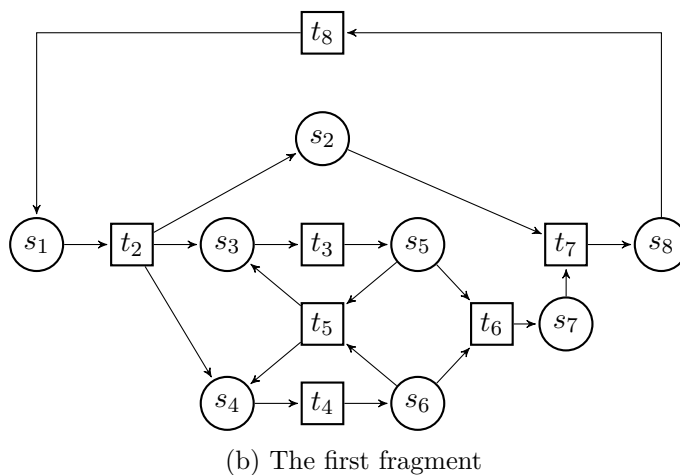 t8
s2
s1
t2
s3
t3
s5
t7
s8
t5
t6
s7
s4
t4
s6
(b) The first fragment